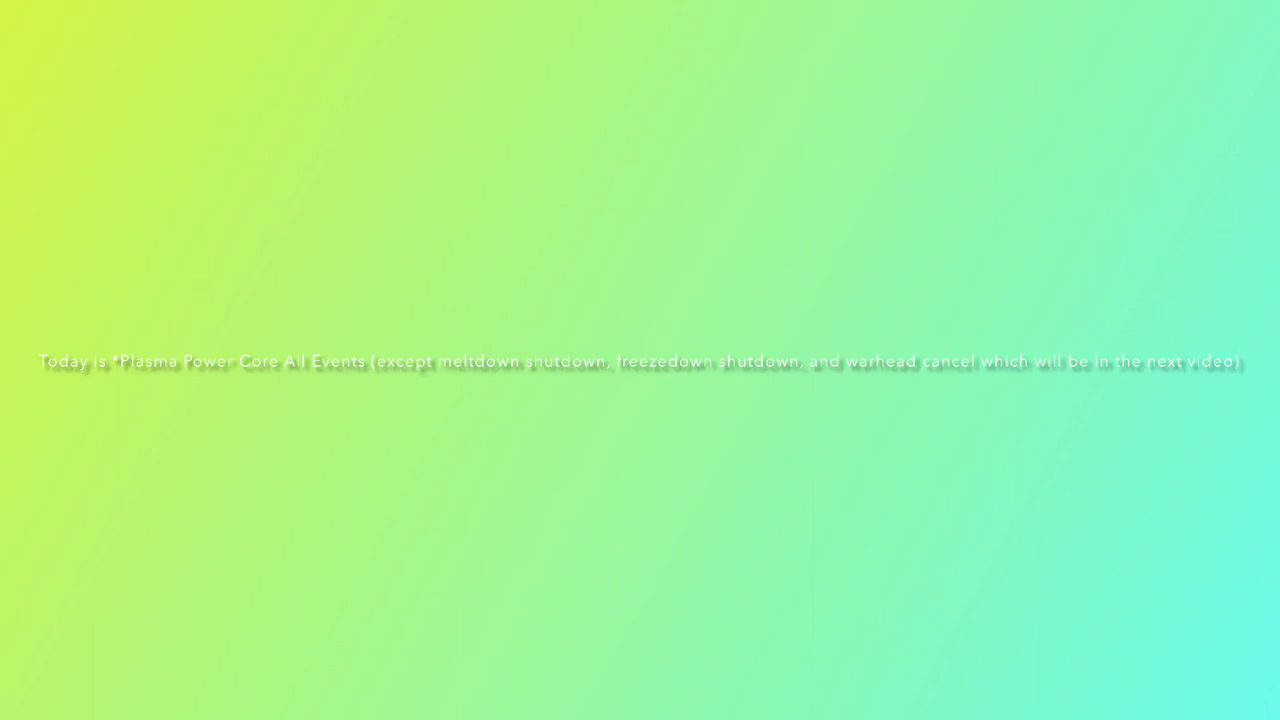 Today is *Plasma Power Core All Events (except meltdown shutdown, freezedown shutdown, and warhead cancel which will be in the next video)